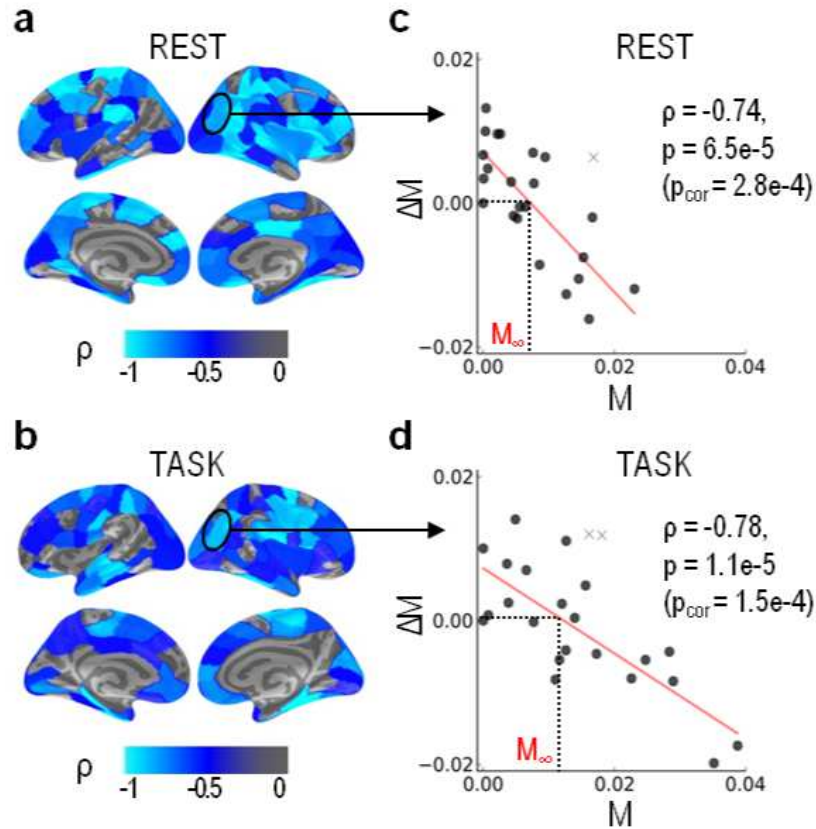 a
REST
ρ
-1
-0.5
0
c
REST
0.02
0.00
−0.02
ΔM
ρ = -0.74,
p = 6.5e-5
(pcor = 2.8e-4)
M∞
0.00
0.02
0.04
M
b
TASK
ρ
-1
-0.5
0
d
TASK
0.02
0.00
−0.02
ΔM
ρ = -0.78,
p = 1.1e-5
(pcor = 1.5e-4)
M∞
0.00
0.02
0.04
M